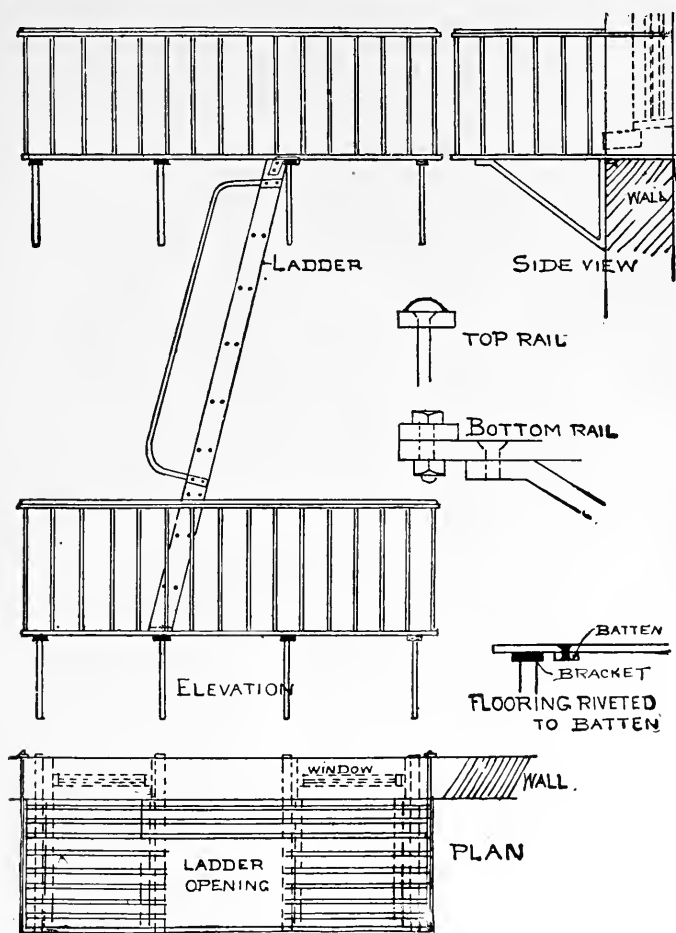 WALL
LADDER
SIDE VIEW
TOP RAIL
BOTTOM RAIL
BATTEN
BRACKET
ELEVATION
FLOORING RIVETED
TO BATTEN
WINDOW
WALL.
PLAN
LADDER
OPENING